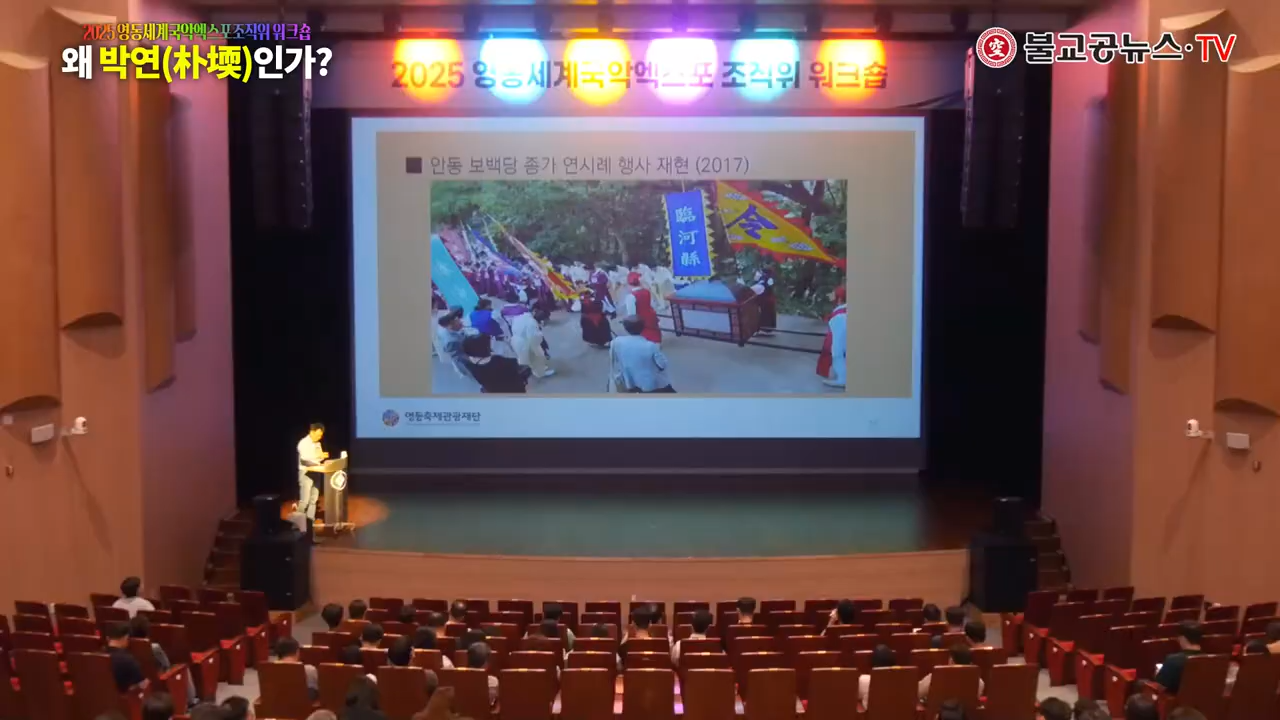 2025 영동세계국악엑스포조직위 워크숍
왜 박연(朴堧)인가?
불교공뉴스·TV
空
2025 영동세계국악엑스포 조직위 워크숍
■ 안동 보백당 종가 연시례 행사 재현 (2017)
臨河縣
令
영동축제관광재단